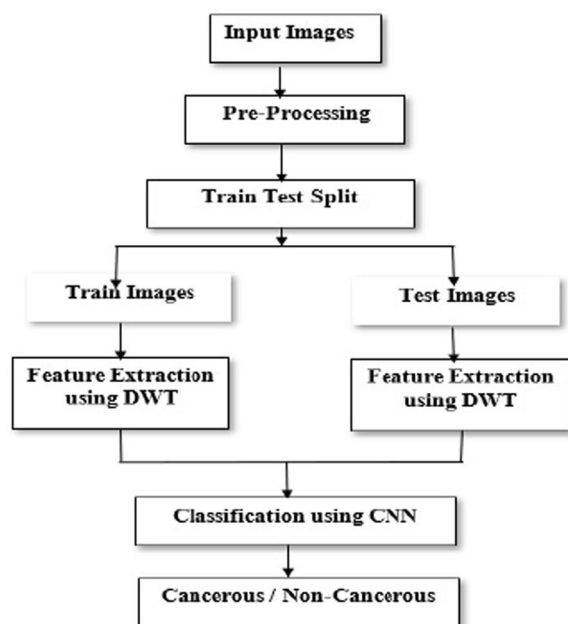 Input Images
Pre-Processing
Train Test Split
Train Images
Test Images
Feature Extraction
using DWT
Feature Extraction
using DWT
Classification using CNN
Cancerous / Non-Cancerous